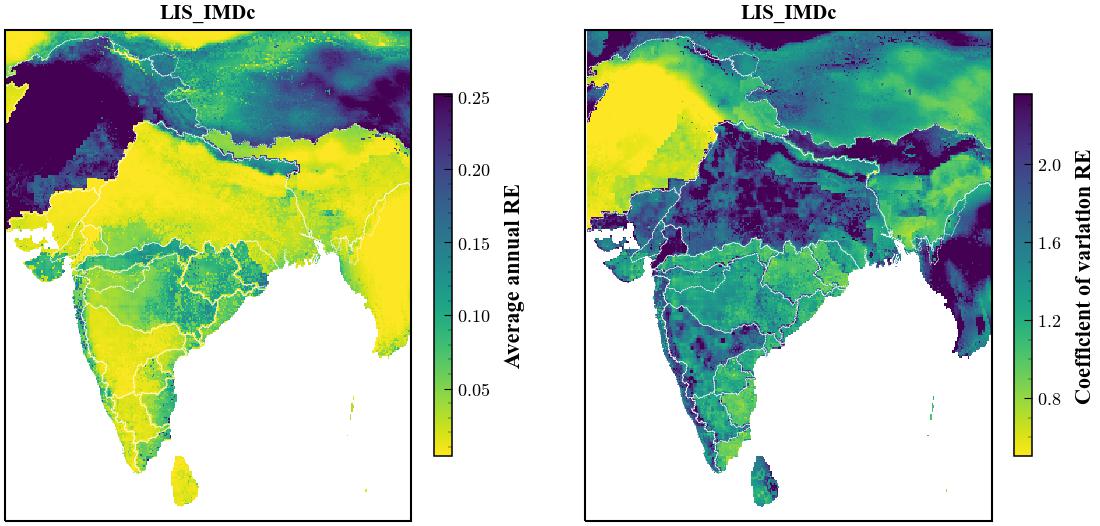 LIS_IMDc
0.25
0.20
0.15
0.10
0.05
Average annual RE
LIS_IMDc
2.0
1.6
1.2
0.8
Coefficient of variation RE